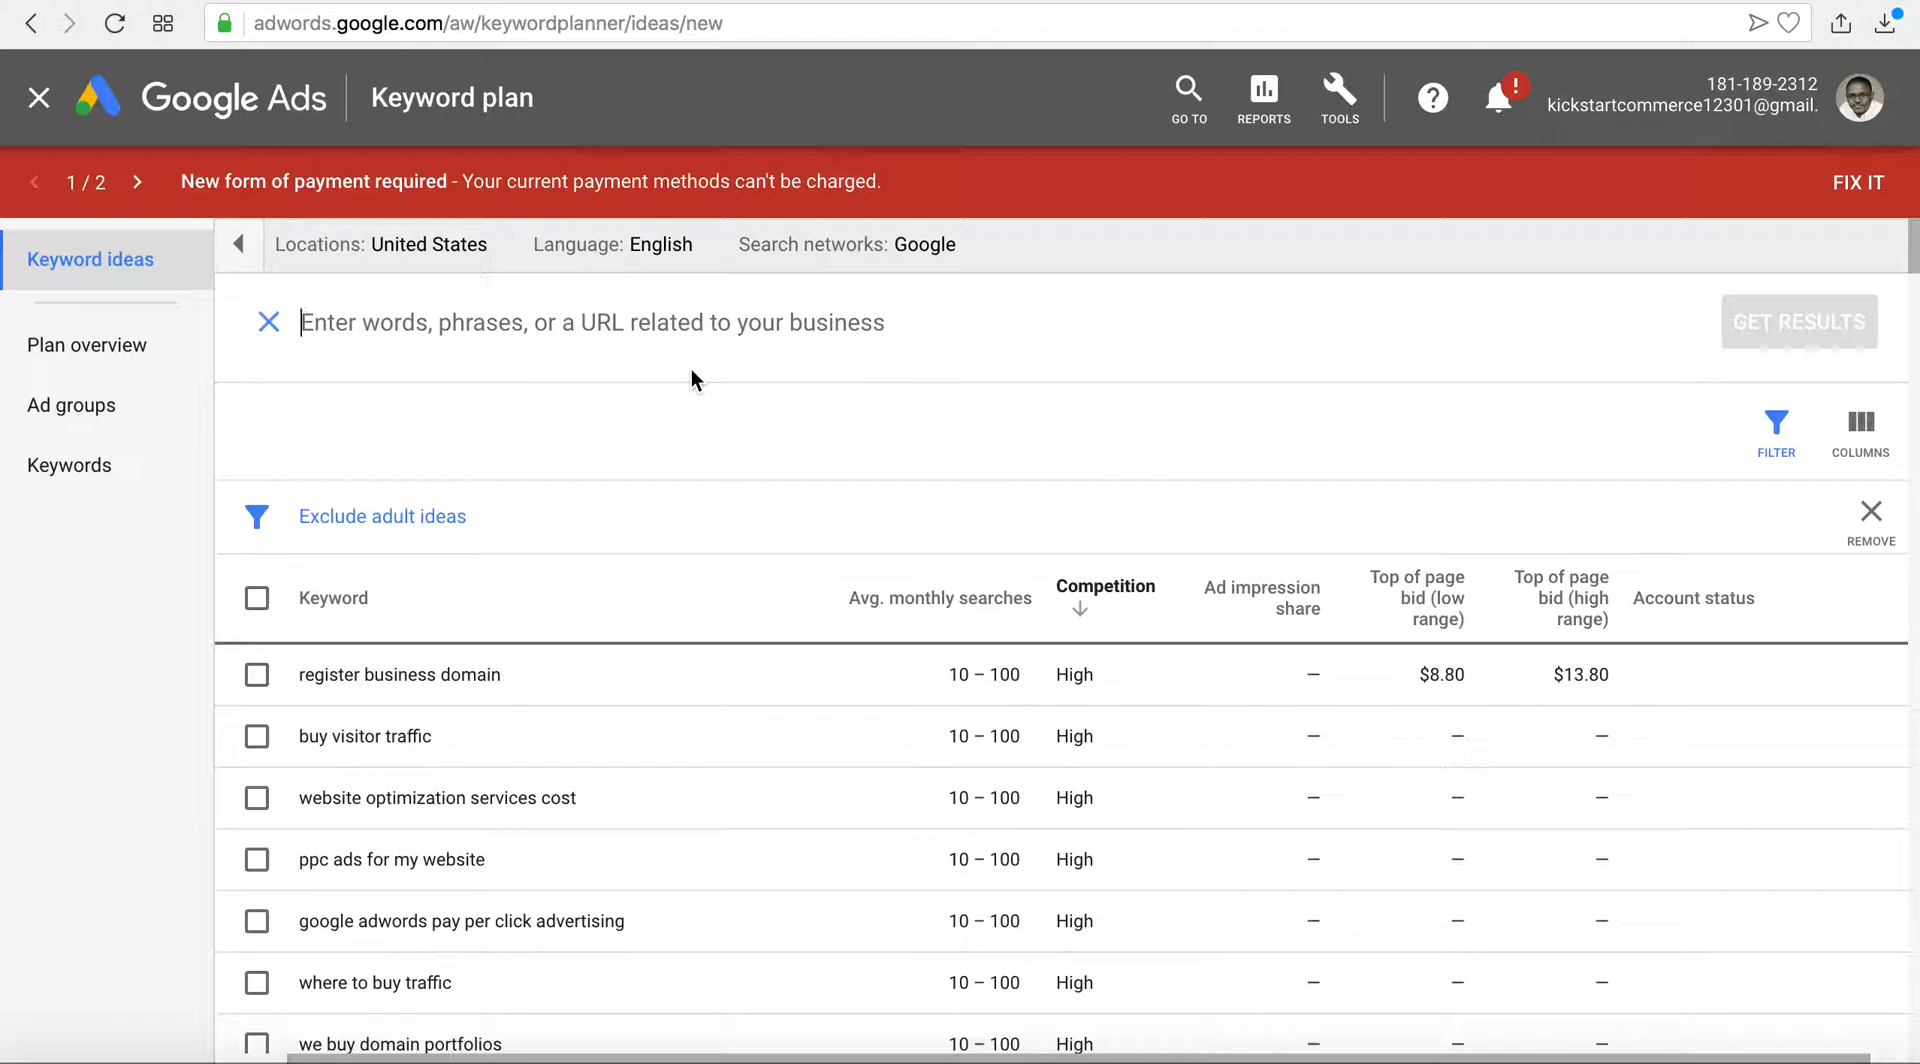 adwords.google.com/aw/keywordplanner/ideas/new
Google Ads Keyword plan
GO TO REPORTS TOOLS
181-189-2312
kickstartcommerce12301@gmail.
1 / 2 New form of payment required - Your current payment methods can't be charged. FIX IT
Keyword ideas
Plan overview
Ad groups
Keywords
Locations: United States Language: English Search networks: Google
Enter words, phrases, or a URL related to your business GET RESULTS
FILTER COLUMNS
Exclude adult ideas REMOVE
Keyword Avg. monthly searches Competition Ad impression share Top of page bid (low range) Top of page bid (high range) Account status
register business domain 10 – 100 High – $8.80 $13.80
buy visitor traffic 10 – 100 High – – –
website optimization services cost 10 – 100 High – – –
ppc ads for my website 10 – 100 High – – –
google adwords pay per click advertising 10 – 100 High – – –
where to buy traffic 10 – 100 High – – –
we buy domain portfolios 10 – 100 High – – –